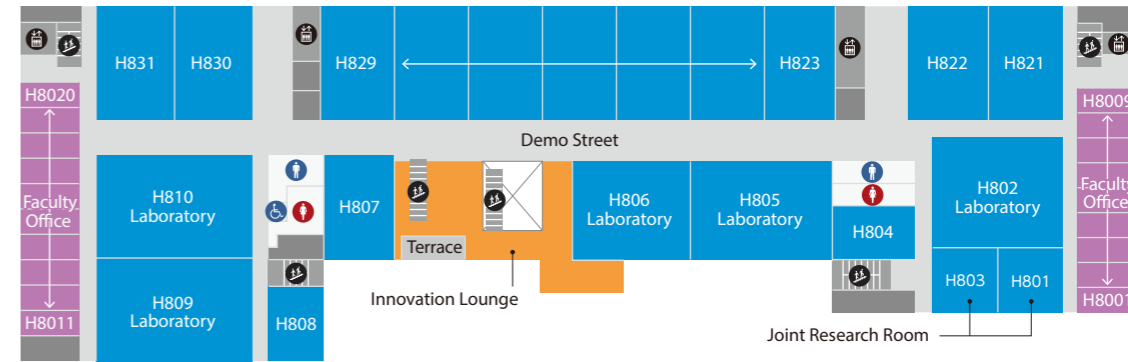 H831
H830
H829
H823
H822
H821
H8020
H8009
Demo Street
Faculty
Office
H810
Laboratory
H807
H806
Laboratory
H805
Laboratory
H802
Laboratory
Faculty
Office
H804
Terrace
H803
H801
Innovation Lounge
H8011
H809
Laboratory
H808
H8001
Joint Research Room